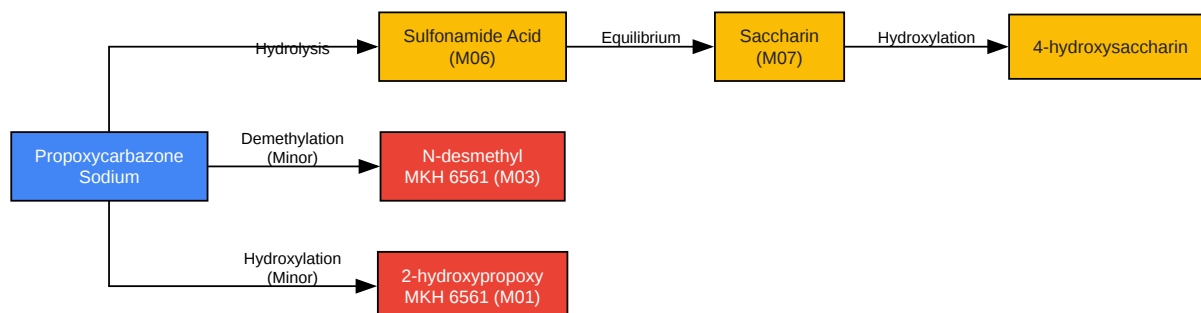 Hydrolysis
Sulfonamide Acid
(M06)
Equilibrium
Saccharin
(M07)
Hydroxylation
4-hydroxysaccharin
Propoxycarbazone
Sodium
Demethylation
(Minor)
N-desmethyl
MKH 6561 (M03)
Hydroxylation
(Minor)
2-hydroxypropoxy
MKH 6561 (M01)